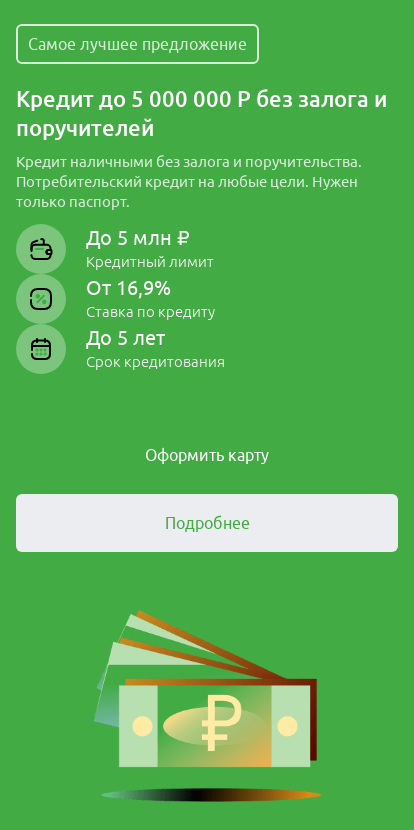 Самое лучшее предложение
Кредит до 5 000 000 Р без залога и
поручителей
Кредит наличными без залога и поручительства.
Потребительский кредит на любые цели. Нужен
только паспорт.
До 5 млн ₽
Кредитный лимит
От 16,9%
Ставка по кредиту
До 5 лет
Срок кредитования
Оформить карту
Подробнее
₽